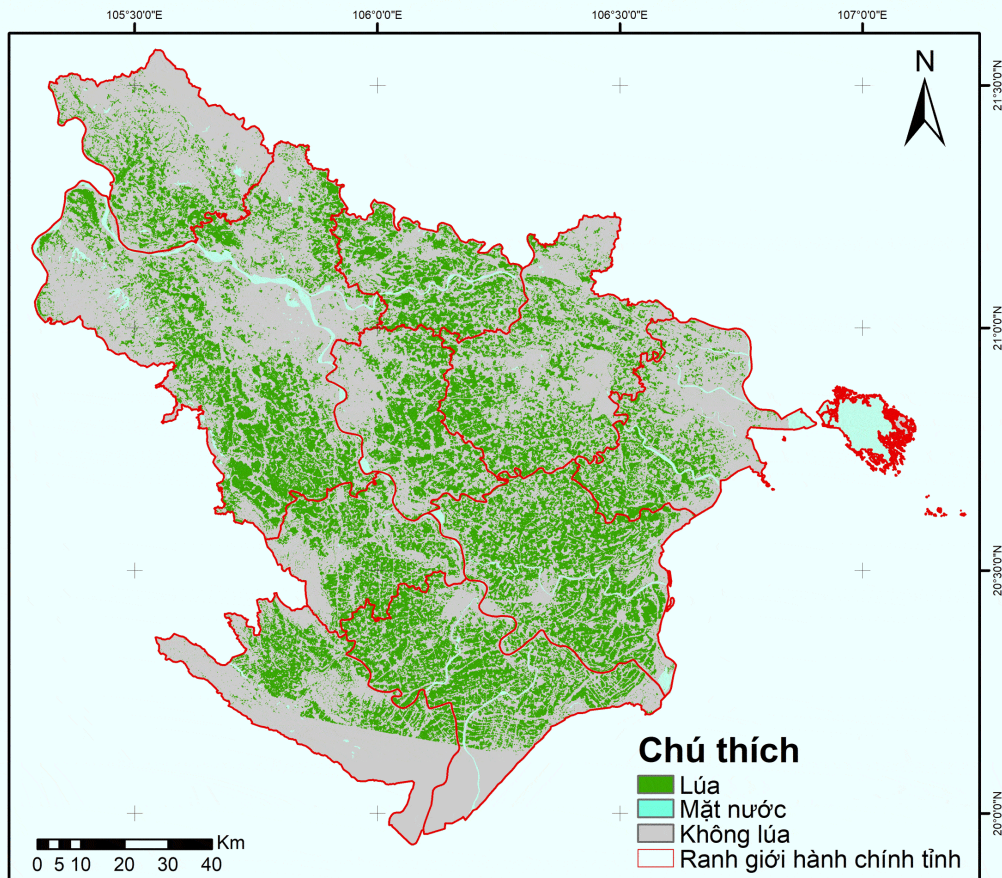 105°30'0"E 106°0'0"E 106°30'0"E 107°0'0"E
N
21°30'0"N
21°0'0"N
20°30'0"N
20°0'0"N
Chú thích
Lúa
Mặt nước
Không lúa
Ranh giới hành chính tỉnh
Km
0 5 10 20 30 40